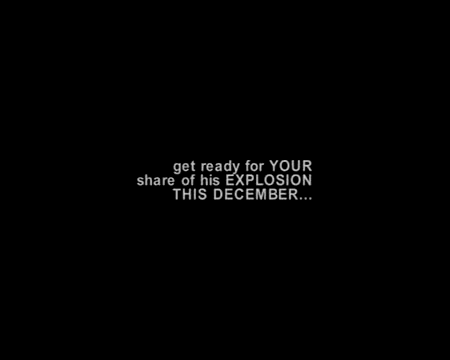 get ready for YOUR
share of his EXPLOSION
THIS DECEMBER...